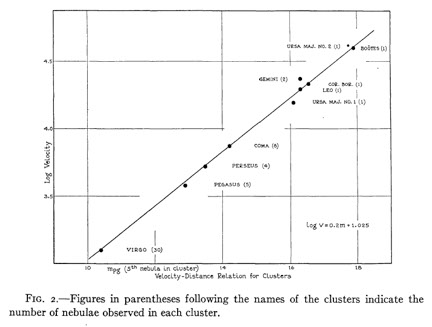 URSA MAJ. NO. 2 (1)
BOÖTES (1)
4.5
GEMINI (2)
COR. BOR. (1)
LEO (1)
URSA MAJ. NO. 1 (1)
4.0
Log Velocity
COMA (6)
PERSEUS (4)
PEGASUS (5)
3.5
Log V = 0.2m + 1.025
VIRGO (30)
10 mpg (5th nebula in cluster) 14 16 18
Velocity-Distance Relation for Clusters
FIG. 2.—Figures in parentheses following the names of the clusters indicate the
number of nebulae observed in each cluster.